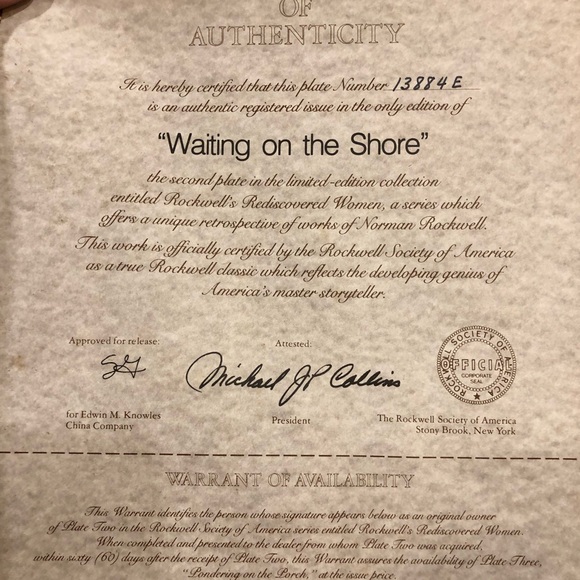 OF
AUTHENTICITY
It is hereby certified that this plate Number 13884E
is an authentic registered issue in the only edition of
"Waiting on the Shore"
the second plate in the limited-edition collection
entitled Rockwell's Rediscovered Women, a series which
offers a unique retrospective of works of Norman Rockwell.
This work is officially certified by the Rockwell Society of America
as a true Rockwell classic which reflects the developing genius of
America's master storyteller.
Approved for release:
Attested:
Michael JP Collins
for Edwin M. Knowles
China Company
President
ROCKWELL SOCIETY OF AMERICA
OFFICIAL
CORPORATE
SEAL
The Rockwell Society of America
Stony Brook, New York
WARRANT OF AVAILABILITY
This Warrant identifies the person whose signature appears below as an original owner
of Plate Two in the Rockwell Society of America series entitled Rockwell's Rediscovered Women.
When completed and presented to the dealer from whom Plate Two was acquired,
within sixty (60) days after the receipt of Plate Two, this Warrant assures the availability of Plate Three,
"Pondering on the Porch," at the issue price.